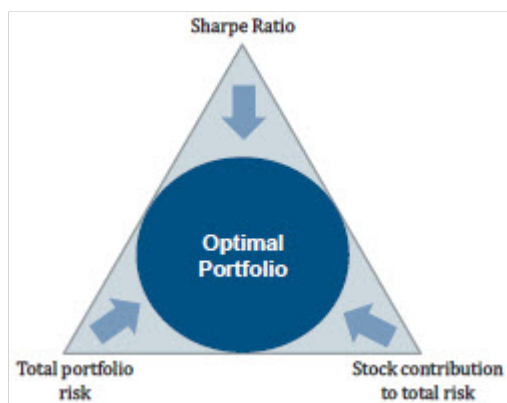 Sharpe Ratio
Optimal
Portfolio
Total portfolio
risk
Stock contribution
to total risk